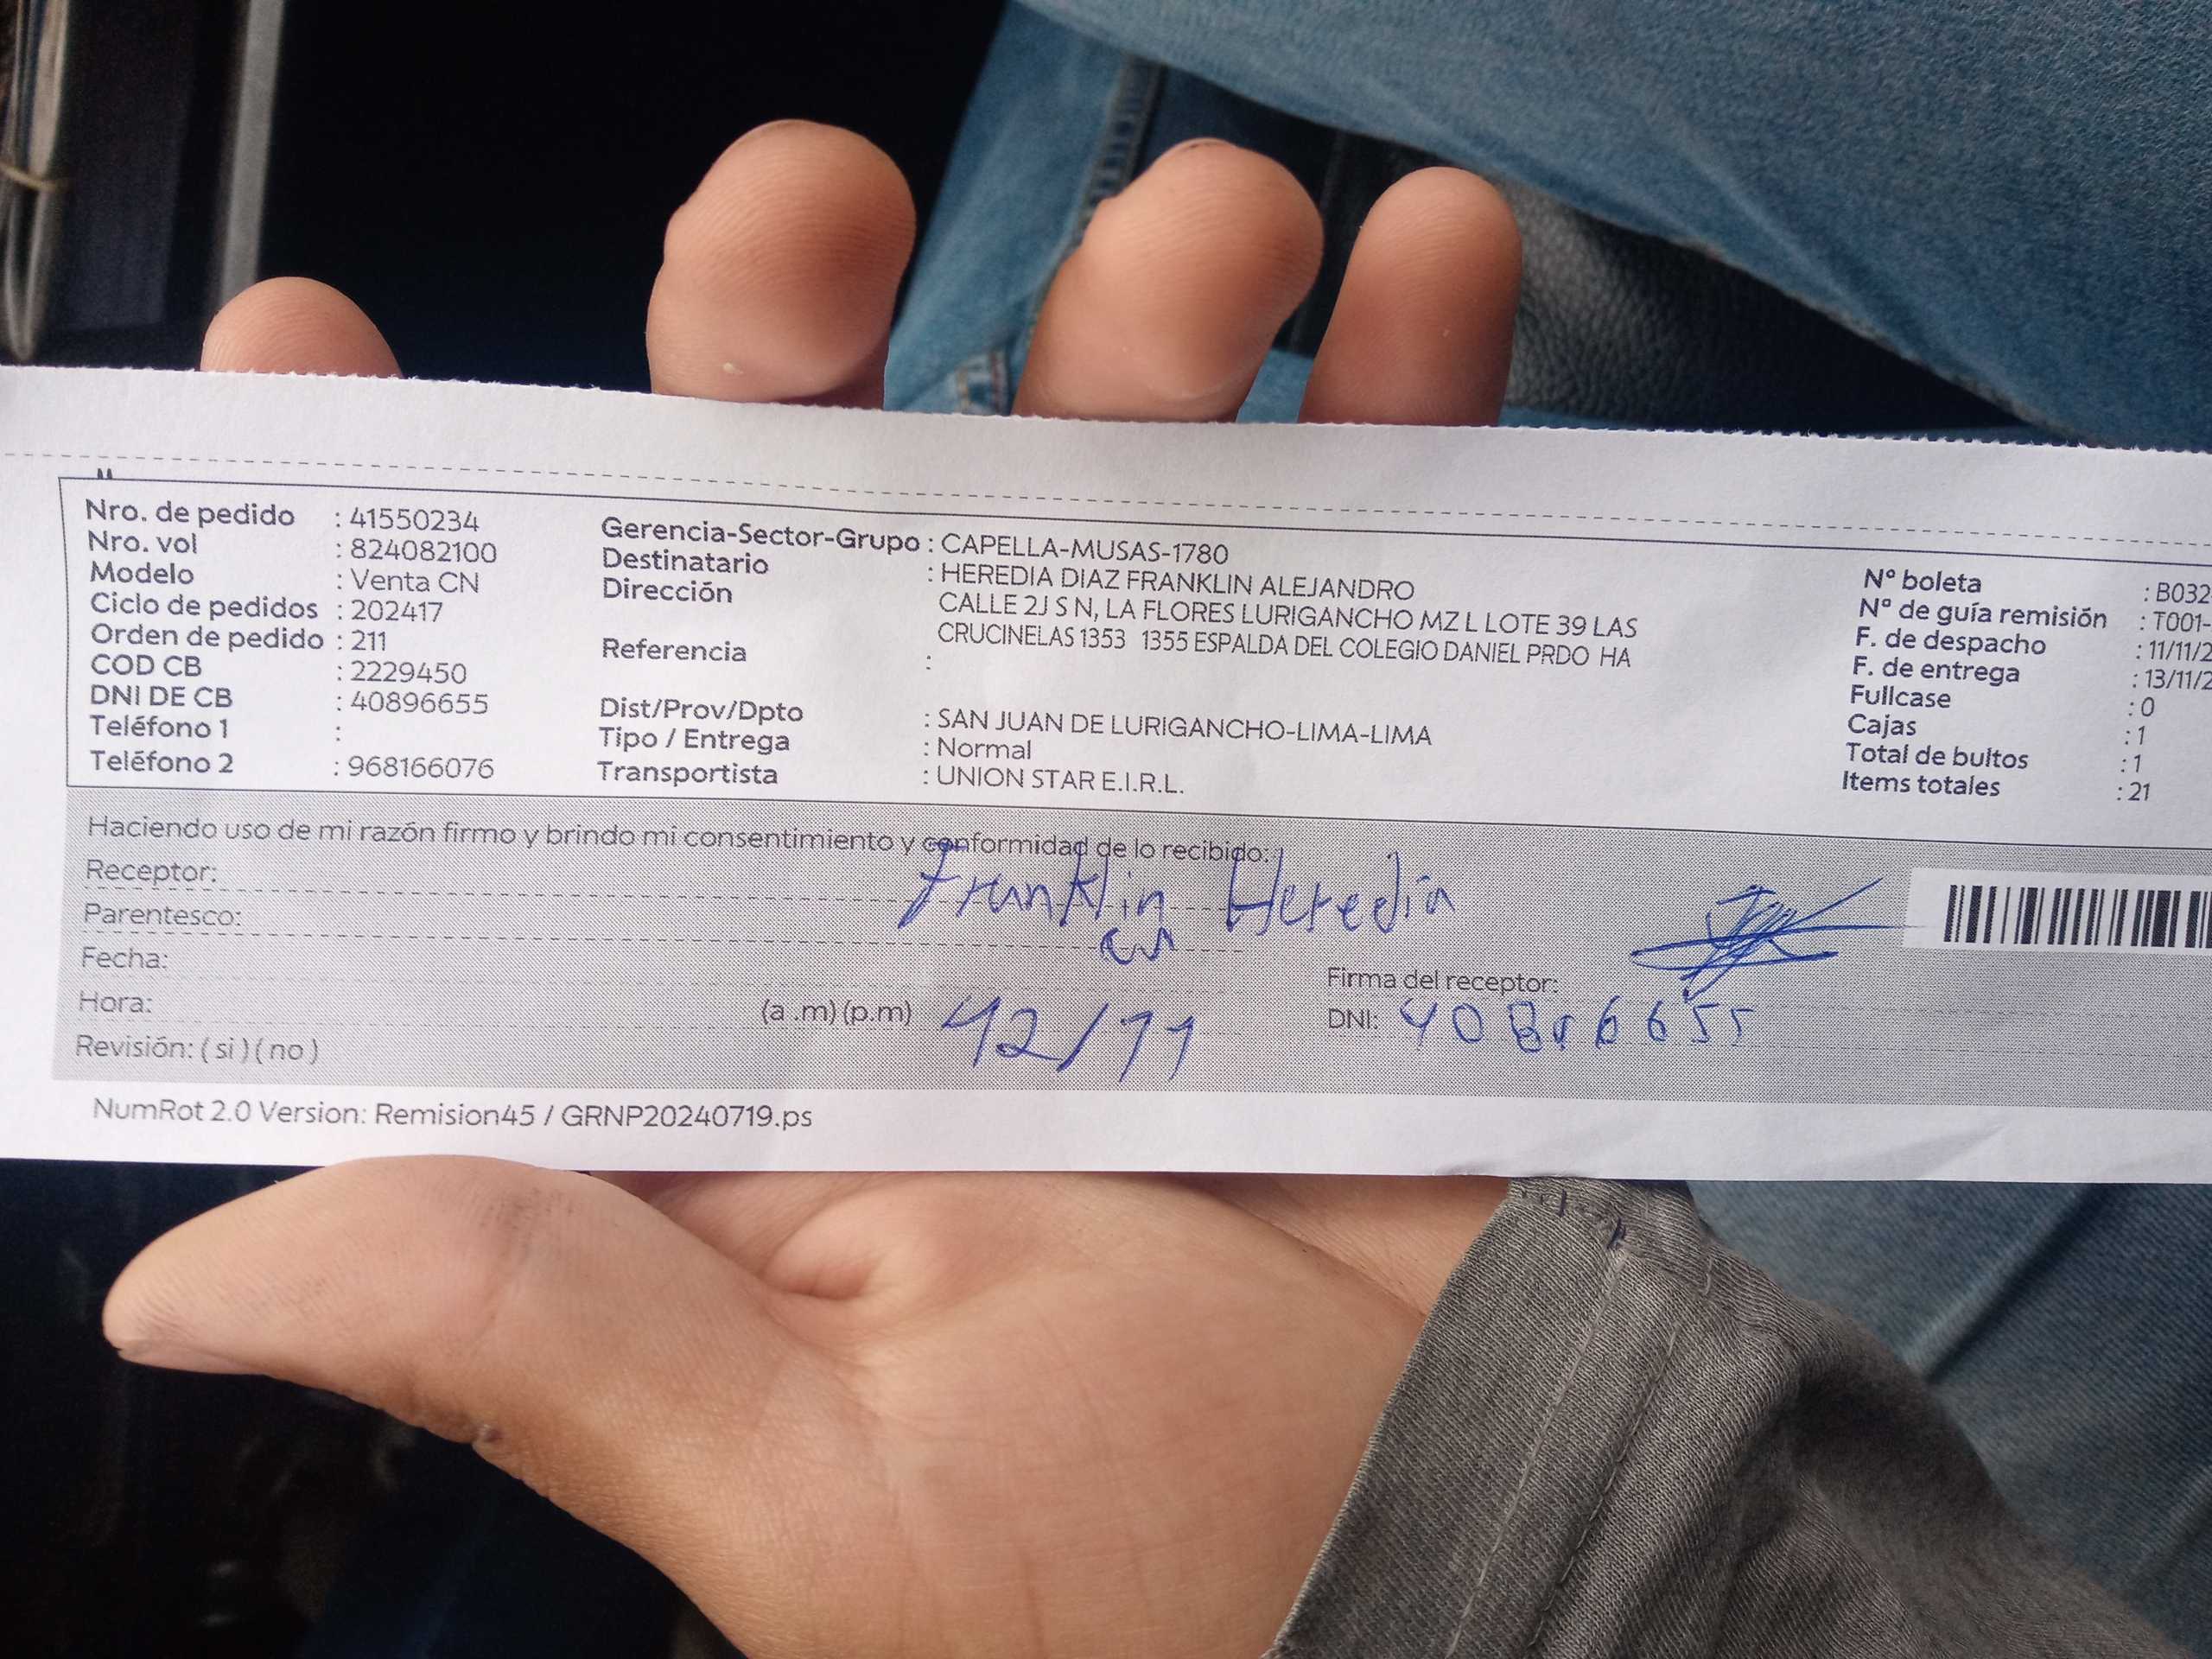 Nro. de pedido : 41550234
Nro. vol : 824082100
Modelo : Venta CN
Ciclo de pedidos : 202417
Orden de pedido : 211
COD CB : 2229450
DNI DE CB : 40896655
Teléfono 1 :
Teléfono 2 : 968166076
Gerencia-Sector-Grupo : CAPELLA-MUSAS-1780
Destinatario : HEREDIA DIAZ FRANKLIN ALEJANDRO
Dirección CALLE 2J S N, LA FLORES LURIGANCHO MZ L LOTE 39 LAS
CRUCINELAS 1353 1355 ESPALDA DEL COLEGIO DANIEL PRDO HA
Referencia :
Dist/Prov/Dpto : SAN JUAN DE LURIGANCHO-LIMA-LIMA
Tipo / Entrega : Normal
Transportista : UNION STAR E.I.R.L.
Nº boleta : B032-
Nº de guía remisión : T001-
F. de despacho : 11/11/2
F. de entrega : 13/11/2
Fullcase : 0
Cajas : 1
Total de bultos : 1
Items totales : 21
Haciendo uso de mi razón firmo y brindo mi consentimiento y conformidad de lo recibido:
Receptor: Franklin Heredia
Parentesco:
Fecha:
Firma del receptor:
Hora: (a .m) (p.m)
DNI:
Revisión: ( si ) ( no )
NumRot 2.0 Version: Remision45 / GRNP20240719.ps